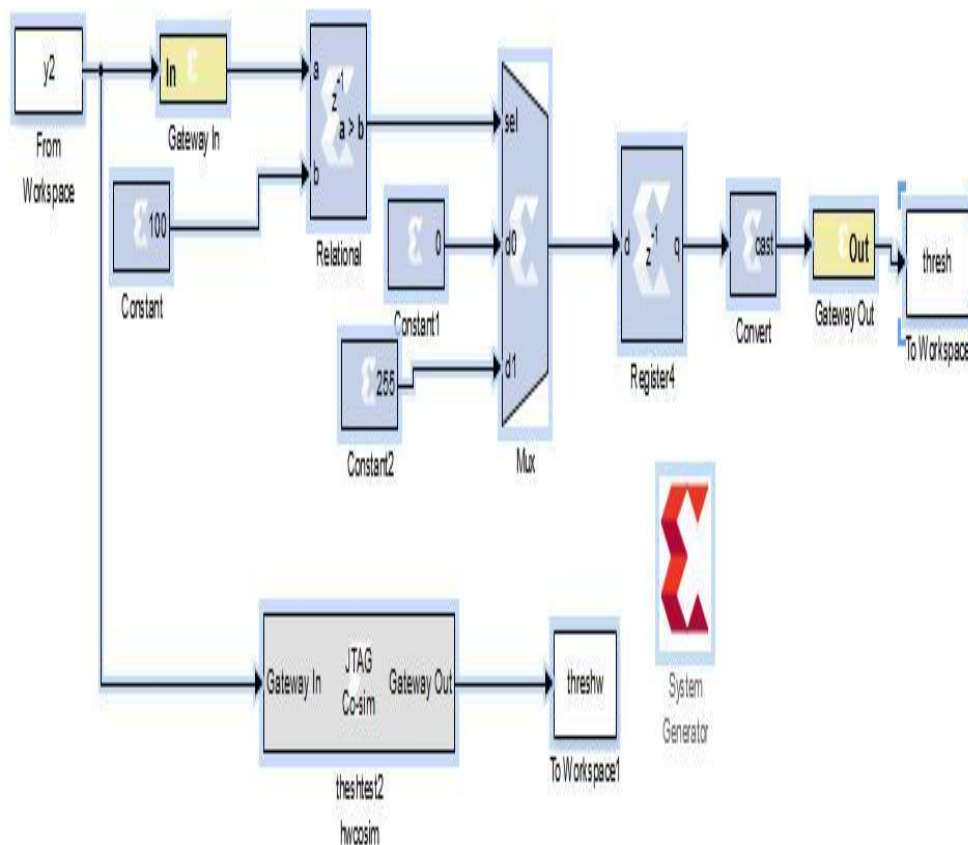 y2
From
Workspace
In
Gateway In
100
Constant
a
b
z⁻¹
a > b
Relational
0
Constant1
255
Constant2
sel
d0
d1
Mux
d
z⁻¹
q
Register4
cast
Convert
Out
Gateway Out
thresh
To Workspace
Gateway In
JTAG
Co-sim
Gateway Out
theshtest2
hwcosim
threshw
To Workspace1
System
Generator